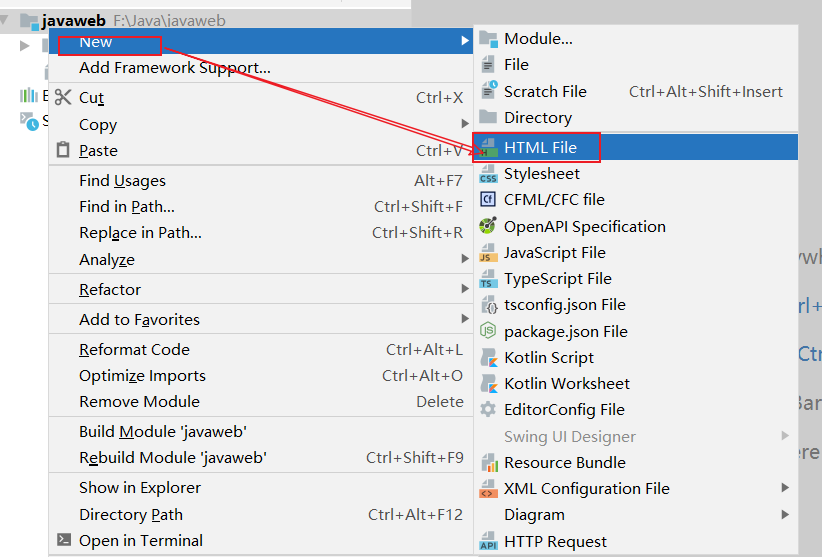 javaweb F:\Java\javaweb
New
Add Framework Support...
Cut Ctrl+X
Copy
Paste Ctrl+V
Find Usages Alt+F7
Find in Path... Ctrl+Shift+F
Replace in Path... Ctrl+Shift+R
Analyze
Refactor
Add to Favorites
Reformat Code Ctrl+Alt+L
Optimize Imports Ctrl+Alt+O
Remove Module Delete
Build Module 'javaweb'
Rebuild Module 'javaweb' Ctrl+Shift+F9
Show in Explorer
Directory Path Ctrl+Alt+F12
Open in Terminal
Module...
File
Scratch File Ctrl+Alt+Shift+Insert
Directory
HTML File
Stylesheet
CFML/CFC file
OpenAPI Specification
JavaScript File
TypeScript File
tsconfig.json File
package.json File
Kotlin Script
Kotlin Worksheet
EditorConfig File
Swing UI Designer
Resource Bundle
XML Configuration File
Diagram
HTTP Request